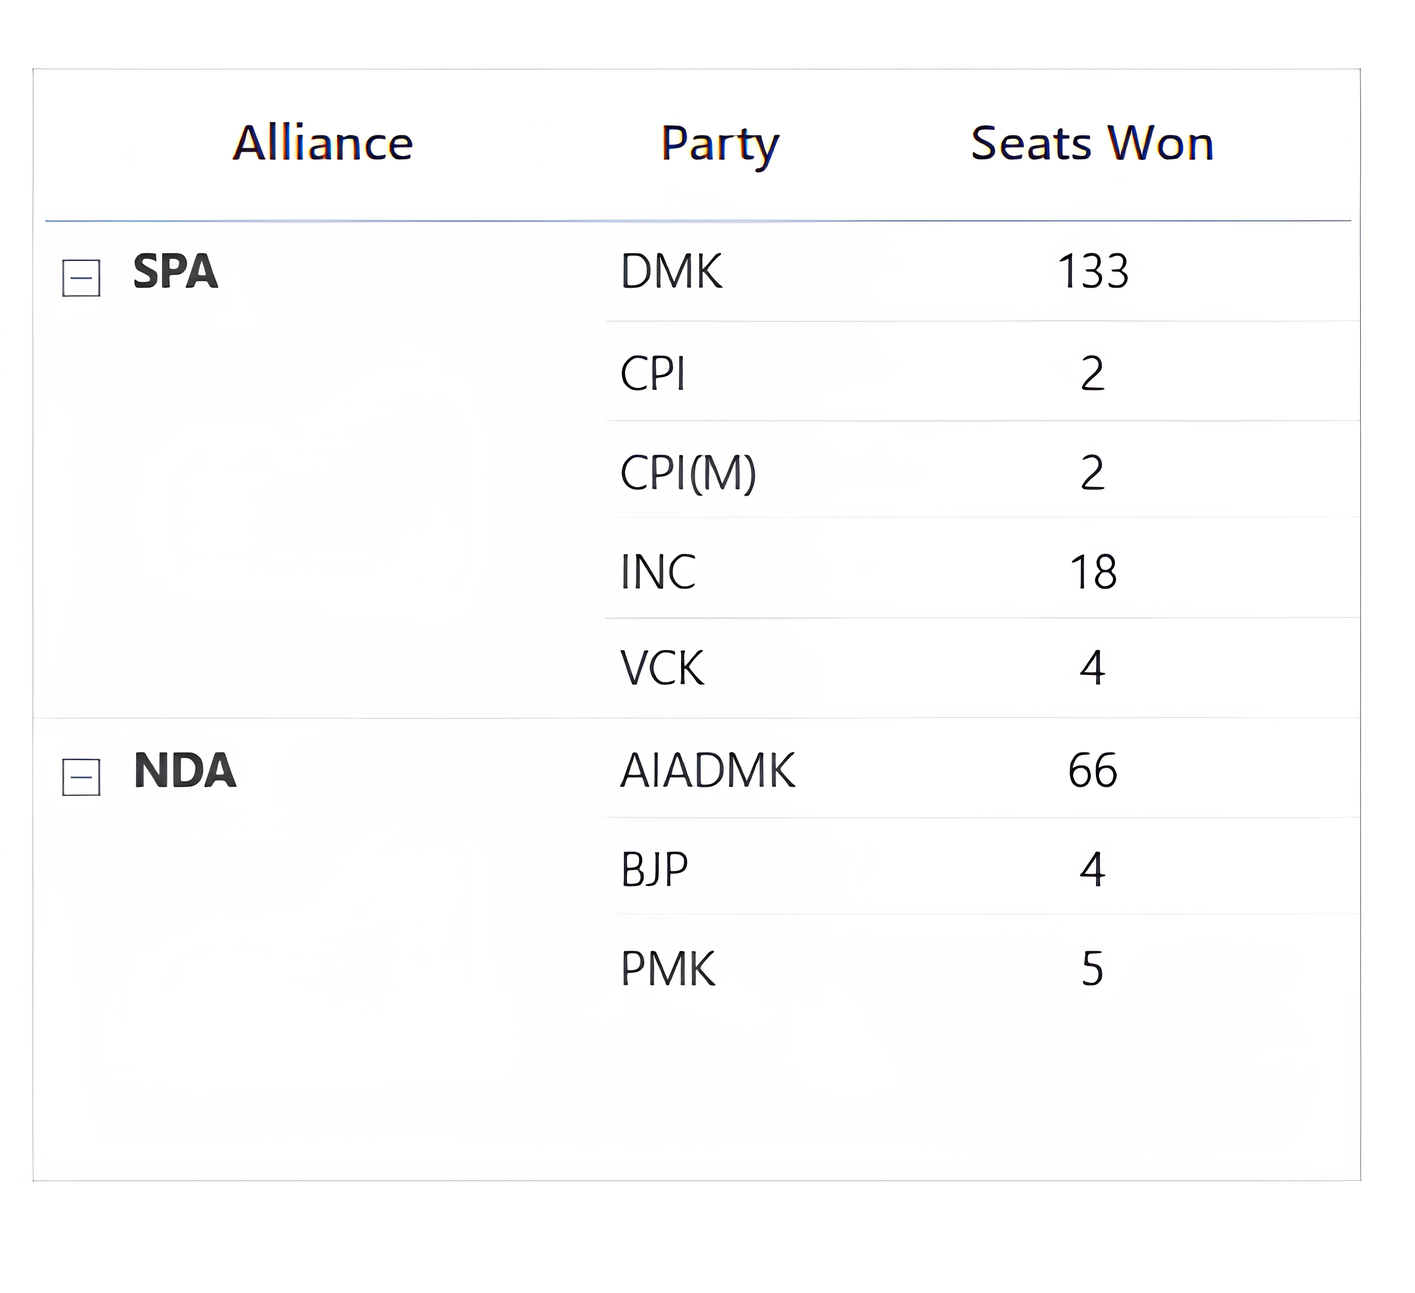 Alliance Party Seats Won
SPA DMK 133
CPI 2
CPI(M) 2
INC 18
VCK 4
NDA AIADMK 66
BJP 4
PMK 5